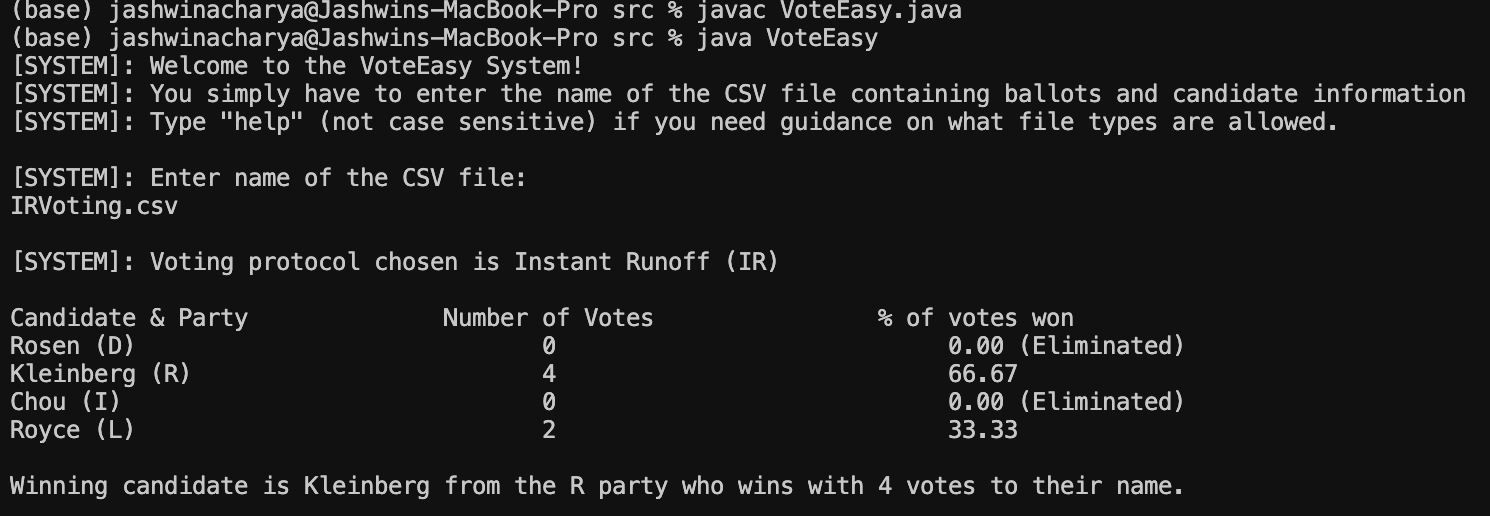 (base) jashwinacharya@Jashwins-MacBook-Pro src % javac VoteEasy.java
(base) jashwinacharya@Jashwins-MacBook-Pro src % java VoteEasy
[SYSTEM]: Welcome to the VoteEasy System!
[SYSTEM]: You simply have to enter the name of the CSV file containing ballots and candidate information
[SYSTEM]: Type "help" (not case sensitive) if you need guidance on what file types are allowed.
[SYSTEM]: Enter name of the CSV file:
IRVoting.csv
[SYSTEM]: Voting protocol chosen is Instant Runoff (IR)
Candidate & Party Number of Votes % of votes won
Rosen (D) 0 0.00 (Eliminated)
Kleinberg (R) 4 66.67
Chou (I) 0 0.00 (Eliminated)
Royce (L) 2 33.33
Winning candidate is Kleinberg from the R party who wins with 4 votes to their name.